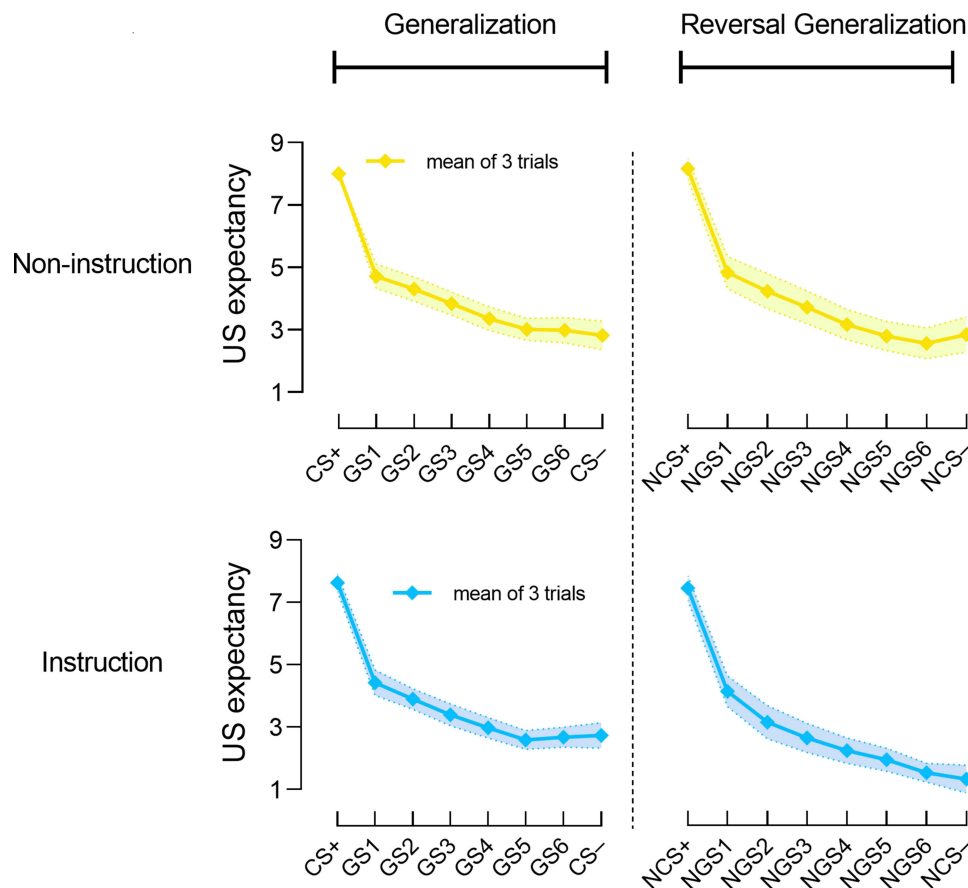 Generalization
Reversal Generalization
Non-instruction
US expectancy
9
7
5
3
1
mean of 3 trials
CS+
GS1
GS2
GS3
GS4
GS5
GS6
CS–
NCS+
NGS1
NGS2
NGS3
NGS4
NGS5
NGS6
NCS–
Instruction
US expectancy
9
7
5
3
1
mean of 3 trials
CS+
GS1
GS2
GS3
GS4
GS5
GS6
CS–
NCS+
NGS1
NGS2
NGS3
NGS4
NGS5
NGS6
NCS–